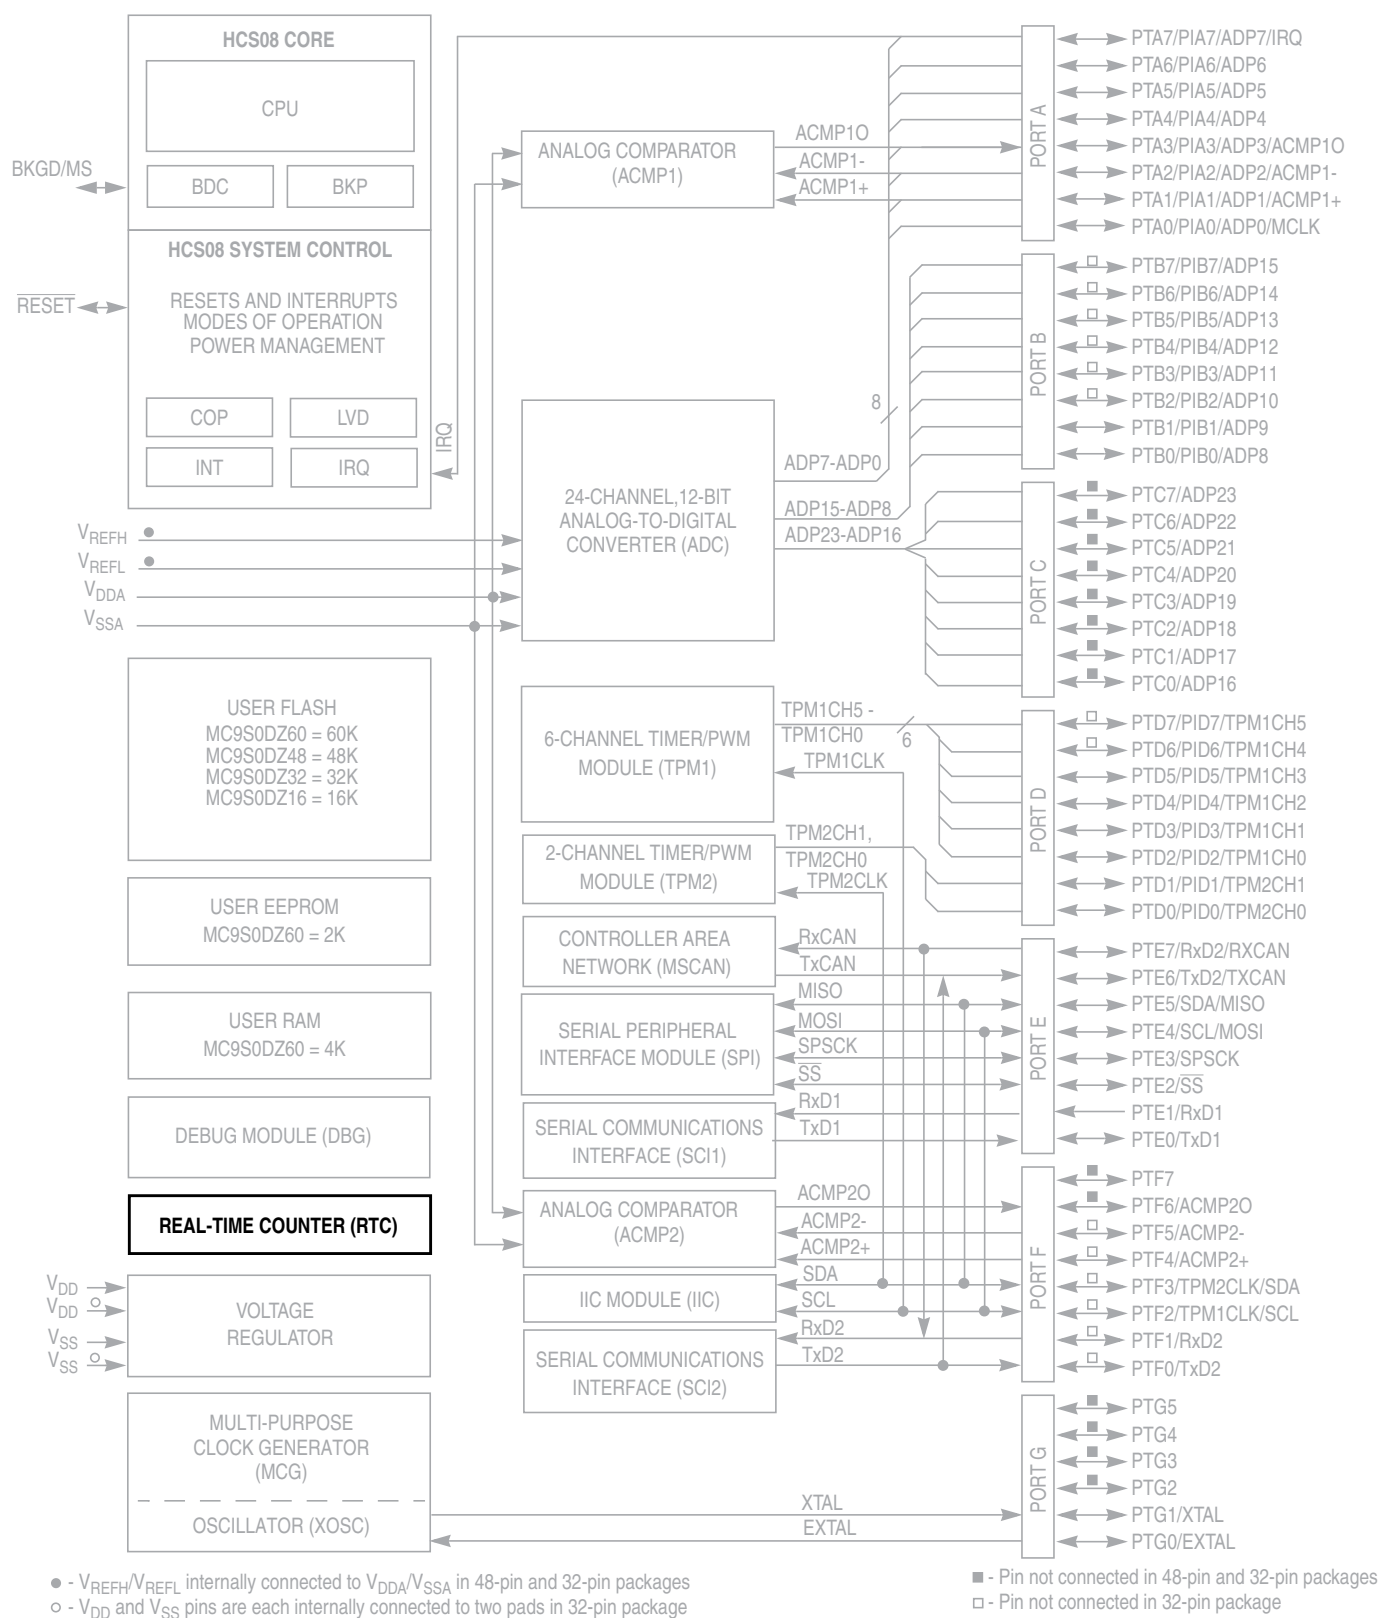 HCS08 CORE
CPU
BDC
BKP
BKGD/MS
HCS08 SYSTEM CONTROL
RESETS AND INTERRUPTS
MODES OF OPERATION
POWER MANAGEMENT
RESET
COP
LVD
INT
IRQ
IRQ
VREFH
VREFL
VDDA
VSSA
USER FLASH
MC9S0DZ60 = 60K
MC9S0DZ48 = 48K
MC9S0DZ32 = 32K
MC9S0DZ16 = 16K
USER EEPROM
MC9S0DZ60 = 2K
USER RAM
MC9S0DZ60 = 4K
DEBUG MODULE (DBG)
REAL-TIME COUNTER (RTC)
VDD
VDD
VSS
VSS
VOLTAGE
REGULATOR
MULTI-PURPOSE
CLOCK GENERATOR
(MCG)
OSCILLATOR (XOSC)
ANALOG COMPARATOR
(ACMP1)
ACMP1O
ACMP1-
ACMP1+
24-CHANNEL,12-BIT
ANALOG-TO-DIGITAL
CONVERTER (ADC)
8
ADP7-ADP0
ADP15-ADP8
ADP23-ADP16
6-CHANNEL TIMER/PWM
MODULE (TPM1)
TPM1CH5 -
TPM1CH0
6
TPM1CLK
2-CHANNEL TIMER/PWM
MODULE (TPM2)
TPM2CH1,
TPM2CH0
TPM2CLK
CONTROLLER AREA
NETWORK (MSCAN)
RxCAN
TxCAN
SERIAL PERIPHERAL
INTERFACE MODULE (SPI)
MISO
MOSI
SPSCK
SS
SERIAL COMMUNICATIONS
INTERFACE (SCI1)
RxD1
TxD1
ANALOG COMPARATOR
(ACMP2)
ACMP2O
ACMP2-
ACMP2+
IIC MODULE (IIC)
SDA
SCL
SERIAL COMMUNICATIONS
INTERFACE (SCI2)
RxD2
TxD2
XTAL
EXTAL
PORT A
PTA7/PIA7/ADP7/IRQ
PTA6/PIA6/ADP6
PTA5/PIA5/ADP5
PTA4/PIA4/ADP4
PTA3/PIA3/ADP3/ACMP1O
PTA2/PIA2/ADP2/ACMP1-
PTA1/PIA1/ADP1/ACMP1+
PTA0/PIA0/ADP0/MCLK
PORT B
PTB7/PIB7/ADP15
PTB6/PIB6/ADP14
PTB5/PIB5/ADP13
PTB4/PIB4/ADP12
PTB3/PIB3/ADP11
PTB2/PIB2/ADP10
PTB1/PIB1/ADP9
PTB0/PIB0/ADP8
PORT C
PTC7/ADP23
PTC6/ADP22
PTC5/ADP21
PTC4/ADP20
PTC3/ADP19
PTC2/ADP18
PTC1/ADP17
PTC0/ADP16
PORT D
PTD7/PID7/TPM1CH5
PTD6/PID6/TPM1CH4
PTD5/PID5/TPM1CH3
PTD4/PID4/TPM1CH2
PTD3/PID3/TPM1CH1
PTD2/PID2/TPM1CH0
PTD1/PID1/TPM2CH1
PTD0/PID0/TPM2CH0
PORT E
PTE7/RxD2/RXCAN
PTE6/TxD2/TXCAN
PTE5/SDA/MISO
PTE4/SCL/MOSI
PTE3/SPSCK
PTE2/SS
PTE1/RxD1
PTE0/TxD1
PORT F
PTF7
PTF6/ACMP2O
PTF5/ACMP2-
PTF4/ACMP2+
PTF3/TPM2CLK/SDA
PTF2/TPM1CLK/SCL
PTF1/RxD2
PTF0/TxD2
PORT G
PTG5
PTG4
PTG3
PTG2
PTG1/XTAL
PTG0/EXTAL
● - VREFH/VREFL internally connected to VDDA/VSSA in 48-pin and 32-pin packages
○ - VDD and VSS pins are each internally connected to two pads in 32-pin package
■ - Pin not connected in 48-pin and 32-pin packages
□ - Pin not connected in 32-pin package